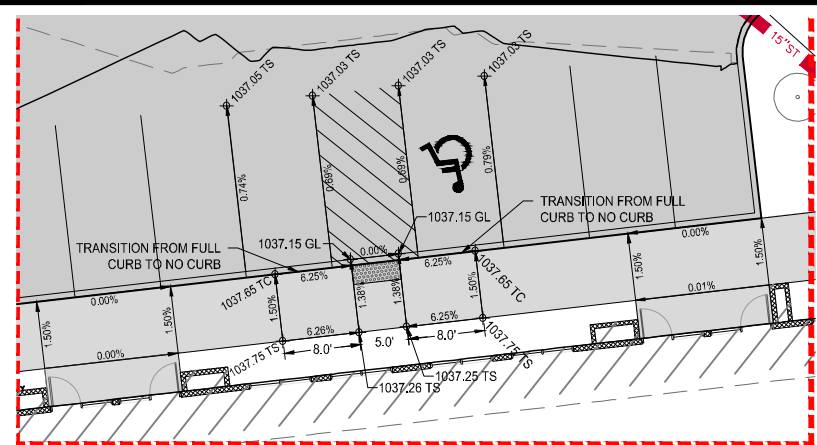 15"ST
1037.05 TS
1037.03 TS
1037.03 TS
1037.03 TS
0.74%
0.69%
0.69%
0.79%
TRANSITION FROM FULL
CURB TO NO CURB
1037.15 GL
TRANSITION FROM FULL
CURB TO NO CURB
1037.15 GL
0.00%
0.00%
6.25%
6.25%
0.00%
1037.65 TC
1037.65 TC
1.50%
1.50%
1.38%
1.38%
1.50%
1.50%
1.50%
1.50%
1.50%
0.01%
0.00%
6.26%
6.25%
8.0'
5.0'
8.0'
1037.75 TS
1037.75 TS
1037.25 TS
1037.26 TS